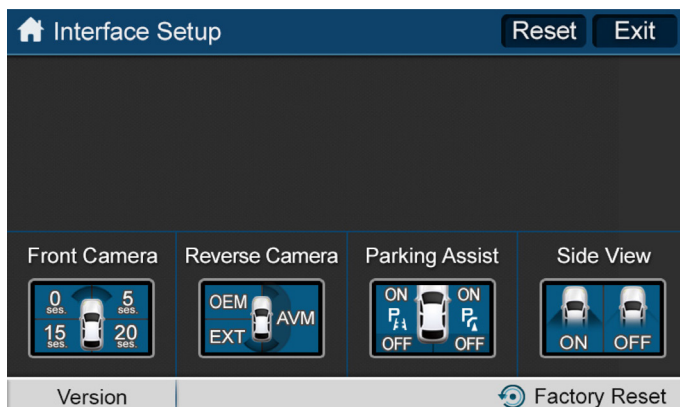 Interface Setup Reset Exit
Front Camera Reverse Camera Parking Assist Side View
0 ses. 5 ses. OEM AVM ON ON
15 ses. 20 ses. EXT OFF OFF ON OFF
Version Factory Reset